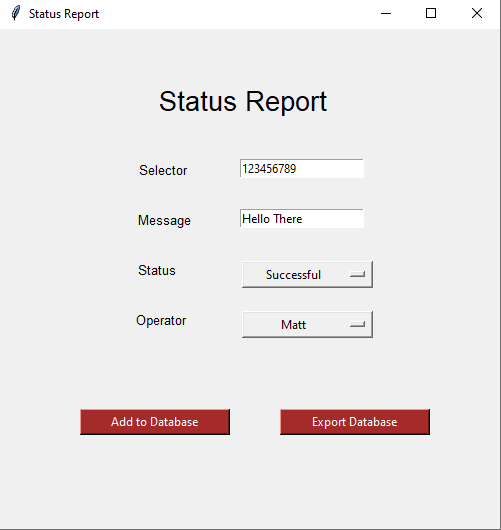 Status Report
Status Report
Selector 123456789
Message Hello There
Status Successful
Operator Matt
Add to Database Export Database